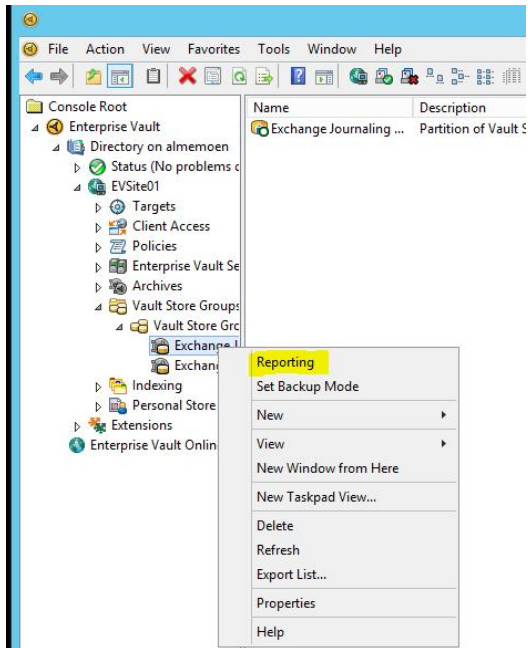 File Action View Favorites Tools Window Help
Console Root
Enterprise Vault
Directory on almemoen
Status (No problems
EVSite01
Targets
Client Access
Policies
Enterprise Vault Se
Archives
Vault Store Groups
Vault Store Gro
Exchange
Exchan
Indexing
Personal Store
Extensions
Enterprise Vault Onlin
Name Description
Exchange Journaling ... Partition of Vault S
Reporting
Set Backup Mode
New
View
New Window from Here
New Taskpad View...
Delete
Refresh
Export List...
Properties
Help